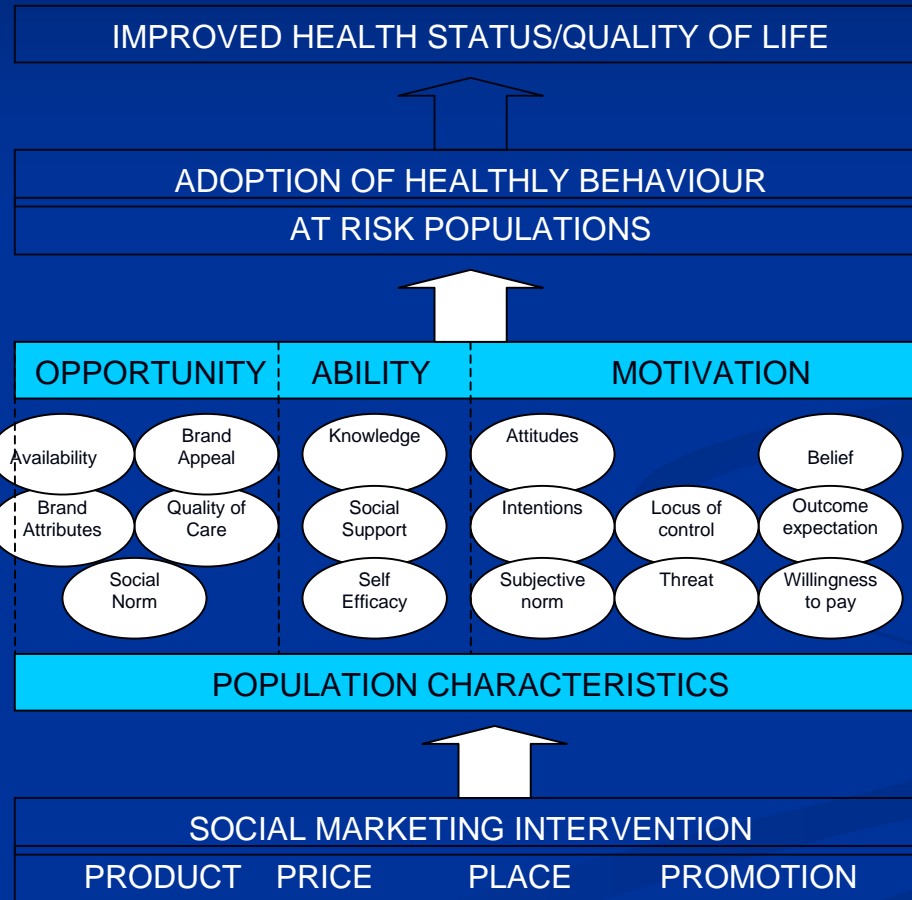 IMPROVED HEALTH STATUS/QUALITY OF LIFE
ADOPTION OF HEALTHLY BEHAVIOUR
AT RISK POPULATIONS
OPPORTUNITY
ABILITY
MOTIVATION
Availability
Brand
Appeal
Brand
Attributes
Quality of
Care
Social
Norm
Knowledge
Social
Support
Self
Efficacy
Attitudes
Belief
Intentions
Locus of
control
Outcome
expectation
Subjective
norm
Threat
Willingness
to pay
POPULATION CHARACTERISTICS
SOCIAL MARKETING INTERVENTION
PRODUCT PRICE PLACE PROMOTION